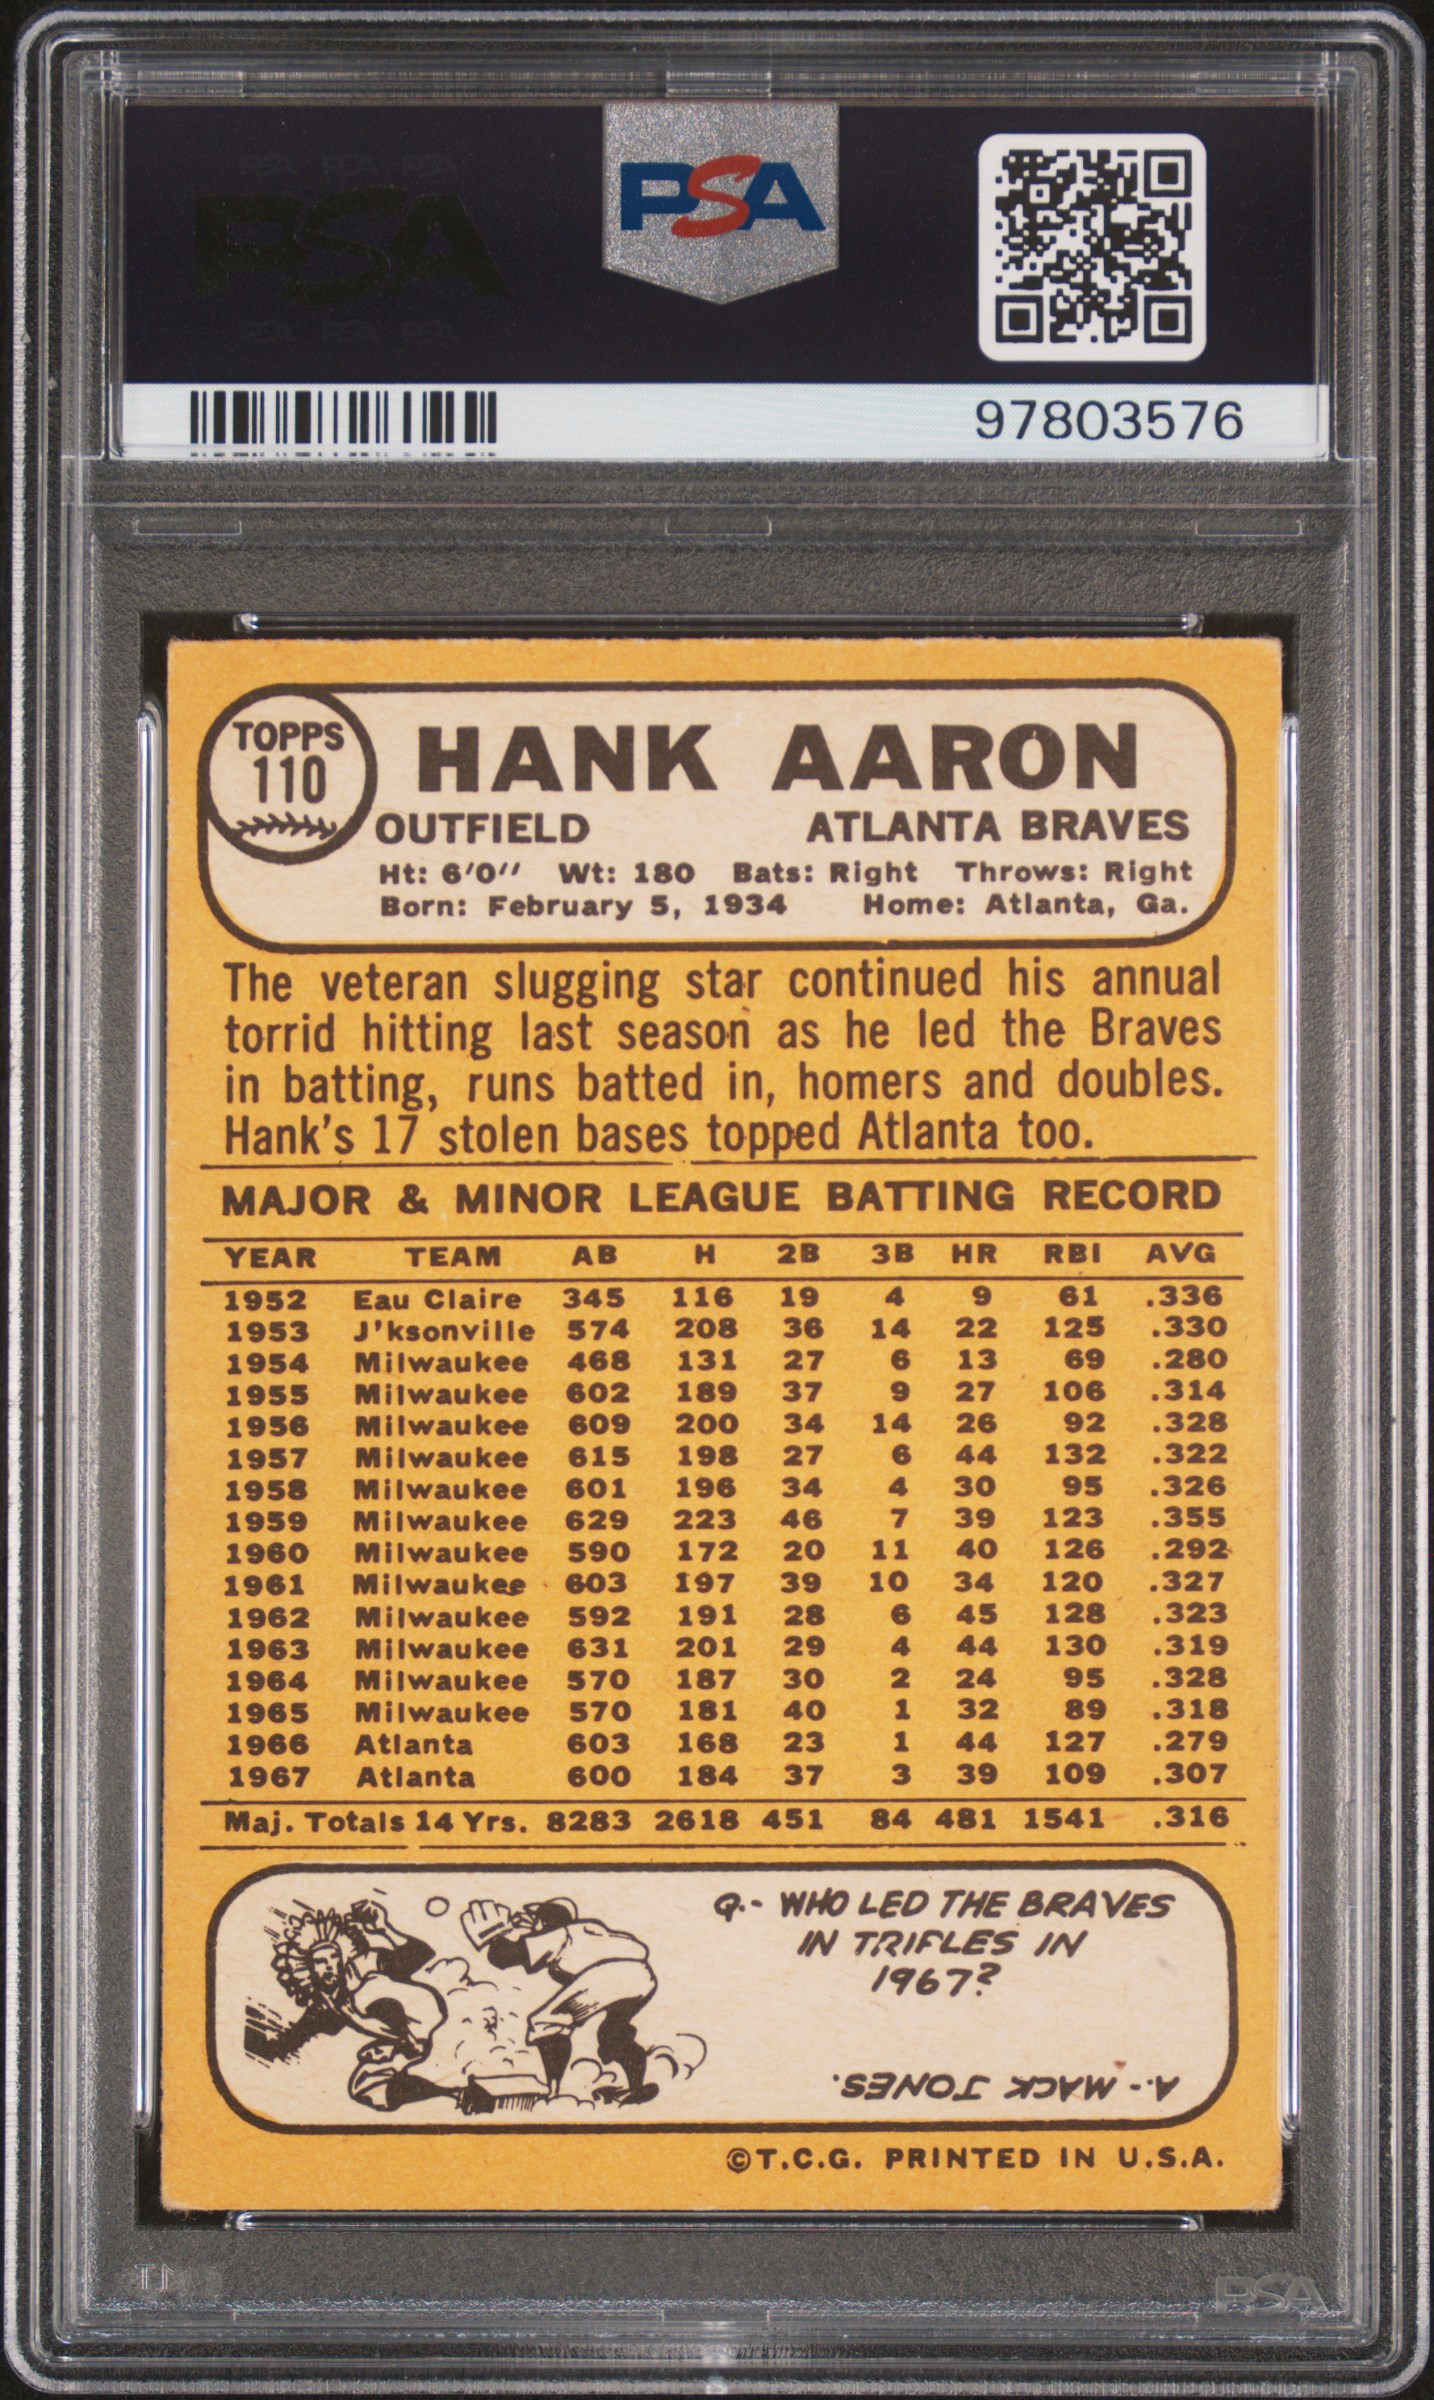 PSA PSA PSA
PSA
PSA PSA PSA
PSA
97803576
TOPPS
110
HANK AARON
OUTFIELD ATLANTA BRAVES
Ht: 6'0" Wt: 180 Bats: Right Throws: Right
Born: February 5, 1934 Home: Atlanta, Ga.
The veteran slugging star continued his annual
torrid hitting last season as he led the Braves
in batting, runs batted in, homers and doubles.
Hank's 17 stolen bases topped Atlanta too.
MAJOR & MINOR LEAGUE BATTING RECORD
YEAR TEAM AB H 2B 3B HR RBI AVG
1952 Eau Claire 345 116 19 4 9 61 .336
1953 J'ksonville 574 208 36 14 22 125 .330
1954 Milwaukee 468 131 27 6 13 69 .280
1955 Milwaukee 602 189 37 9 27 106 .314
1956 Milwaukee 609 200 34 14 26 92 .328
1957 Milwaukee 615 198 27 6 44 132 .322
1958 Milwaukee 601 196 34 4 30 95 .326
1959 Milwaukee 629 223 46 7 39 123 .355
1960 Milwaukee 590 172 20 11 40 126 .292
1961 Milwaukee 603 197 39 10 34 120 .327
1962 Milwaukee 592 191 28 6 45 128 .323
1963 Milwaukee 631 201 29 4 44 130 .319
1964 Milwaukee 570 187 30 2 24 95 .328
1965 Milwaukee 570 181 40 1 32 89 .318
1966 Atlanta 603 168 23 1 44 127 .279
1967 Atlanta 600 184 37 3 39 109 .307
Maj. Totals 14 Yrs. 8283 2618 451 84 481 1541 .316
Q.- WHO LED THE BRAVES
IN TRIFLES IN
1967?
A.- MACK JONES.
©T.C.G. PRINTED IN U.S.A.
PSA